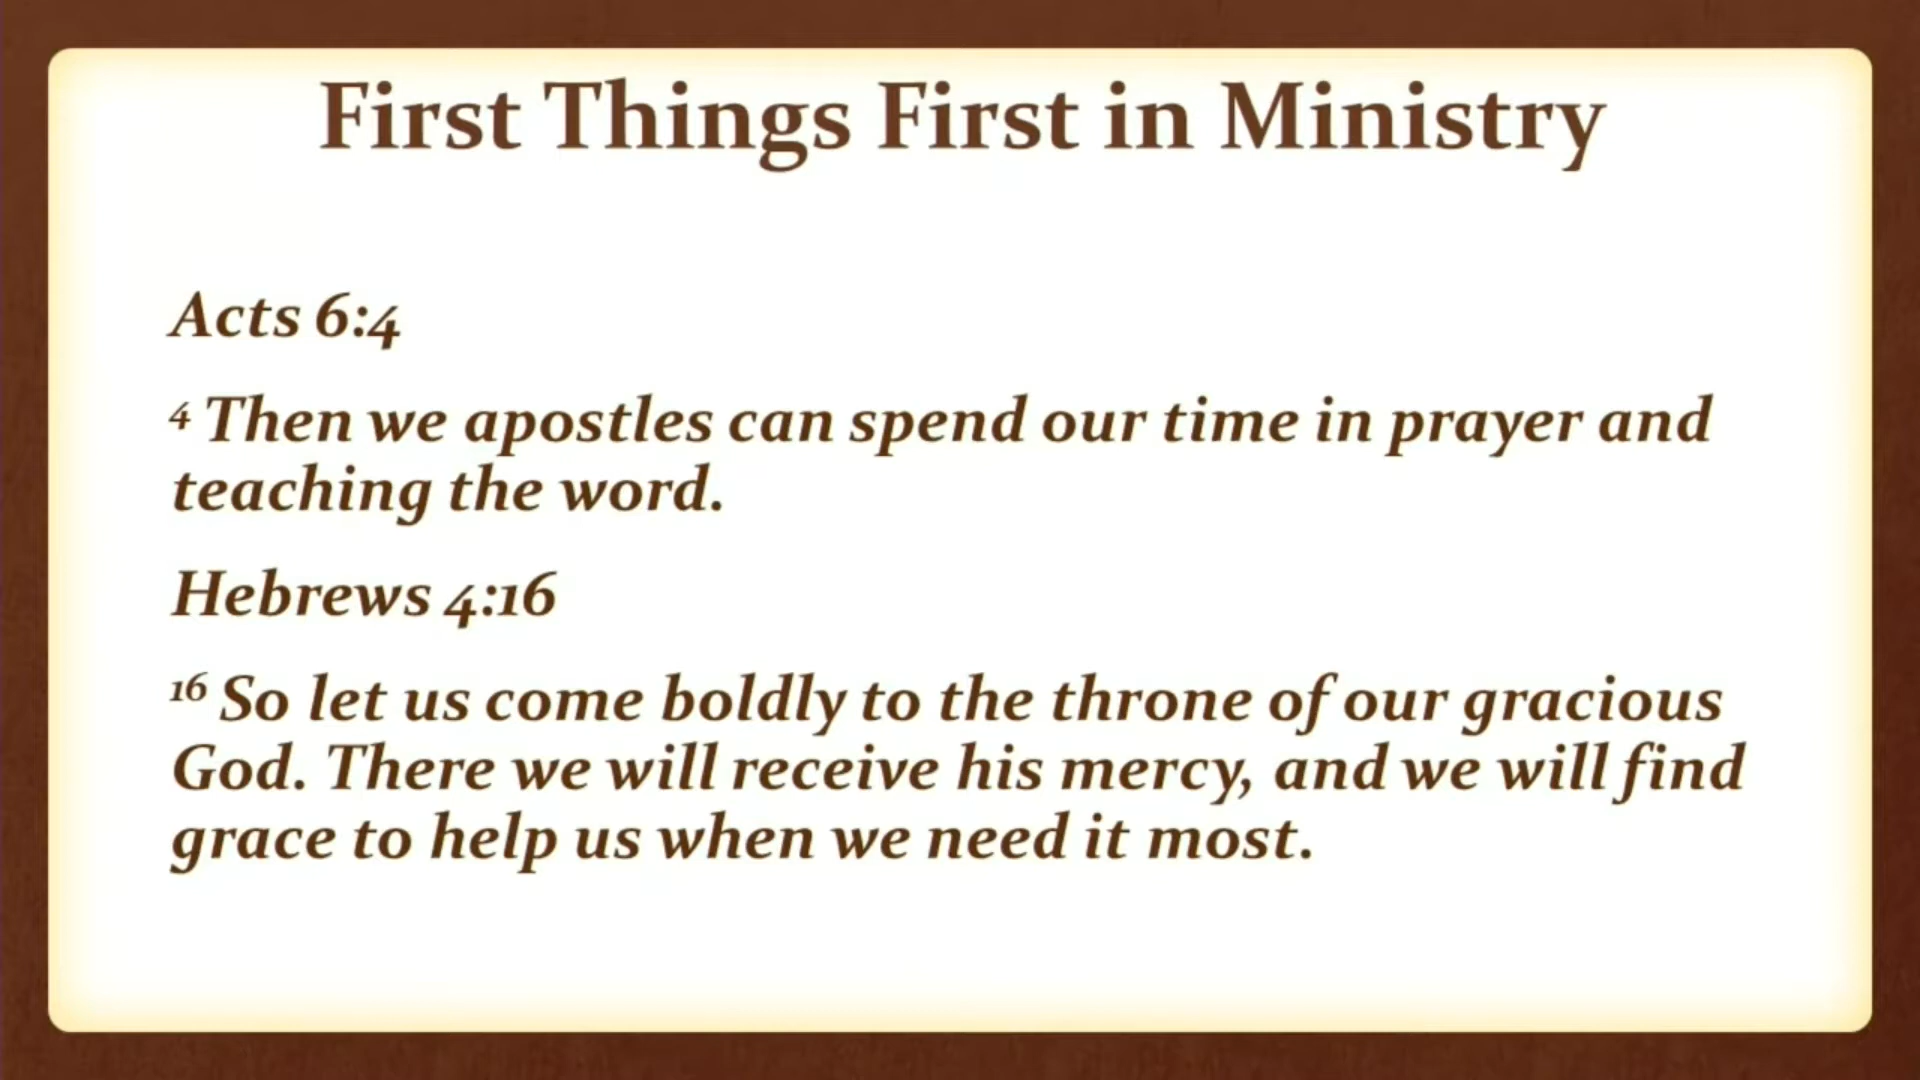 First Things First in Ministry
Acts 6:4
4 Then we apostles can spend our time in prayer and
teaching the word.
Hebrews 4:16
16 So let us come boldly to the throne of our gracious
God. There we will receive his mercy, and we will find
grace to help us when we need it most.